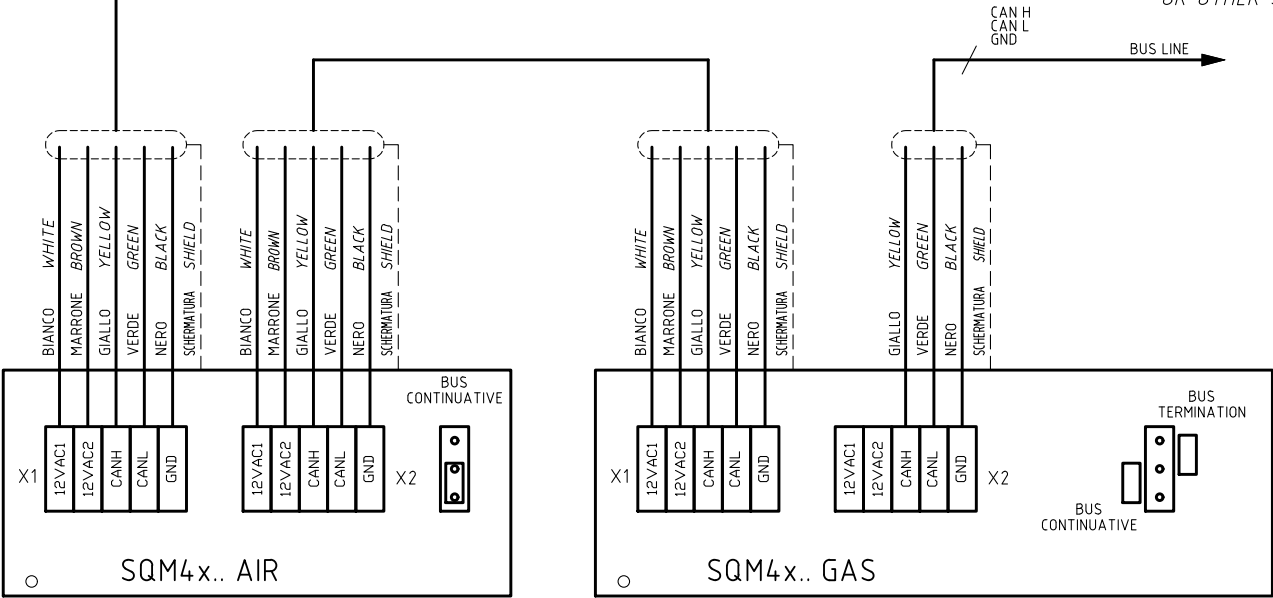 CAN H
CAN L
GND
BUS LINE
WHITE
BROWN
YELLOW
GREEN
BLACK
SHIELD
WHITE
BROWN
YELLOW
GREEN
BLACK
SHIELD
WHITE
BROWN
YELLOW
GREEN
BLACK
SHIELD
YELLOW
GREEN
BLACK
SHIELD
BIANCO
MARRONE
GIALLO
VERDE
NERO
SCHERMATURA
BIANCO
MARRONE
GIALLO
VERDE
NERO
SCHERMATURA
BIANCO
MARRONE
GIALLO
VERDE
NERO
SCHERMATURA
GIALLO
VERDE
NERO
SCHERMATURA
BUS
CONTINUATIVE
BUS
TERMINATION
X1
12VAC1
12VAC2
CANH
CANL
GND
12VAC1
12VAC2
CANH
CANL
GND
X2
X1
12VAC1
12VAC2
CANH
CANL
GND
12VAC1
12VAC2
CANH
CANL
GND
X2
BUS
CONTINUATIVE
SQM4x.. AIR
SQM4x.. GAS